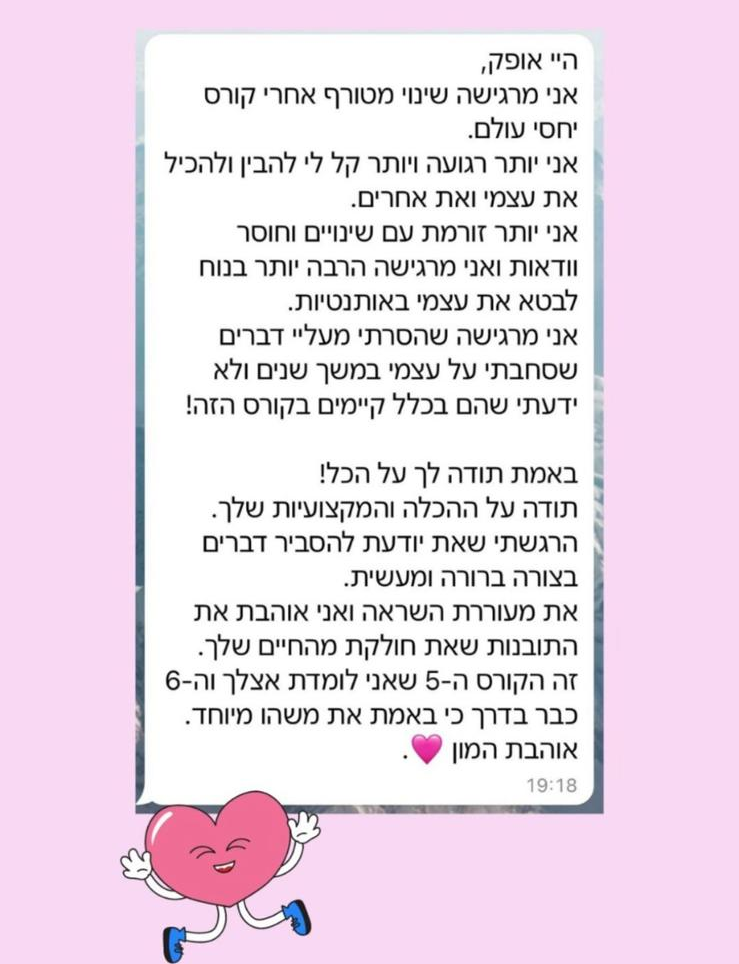 היי אופק,
אני מרגישה שינוי מטורף אחרי קורס
יחסי עולם.
אני יותר רגועה ויותר קל לי להבין ולהכיל
את עצמי ואת אחרים.
אני יותר זורמת עם שינויים וחוסר
וודאות ואני מרגישה הרבה יותר בנוח
לבטא את עצמי באותנטיות.
אני מרגישה שהסרתי מעליי דברים
שסחבתי על עצמי במשך שנים ולא
ידעתי שהם בכלל קיימים בקורס הזה!
באמת תודה לך על הכל!
תודה על ההכלה והמקצועיות שלך.
הרגשתי שאת יודעת להסביר דברים
בצורה ברורה ומעשית.
את מעוררת השראה ואני אוהבת את
התובנות שאת חולקת מהחיים שלך.
זה הקורס ה-5 שאני לומדת אצלך וה-6
כבר בדרך כי באמת את משהו מיוחד.
אוהבת המון 🩷.
19:18